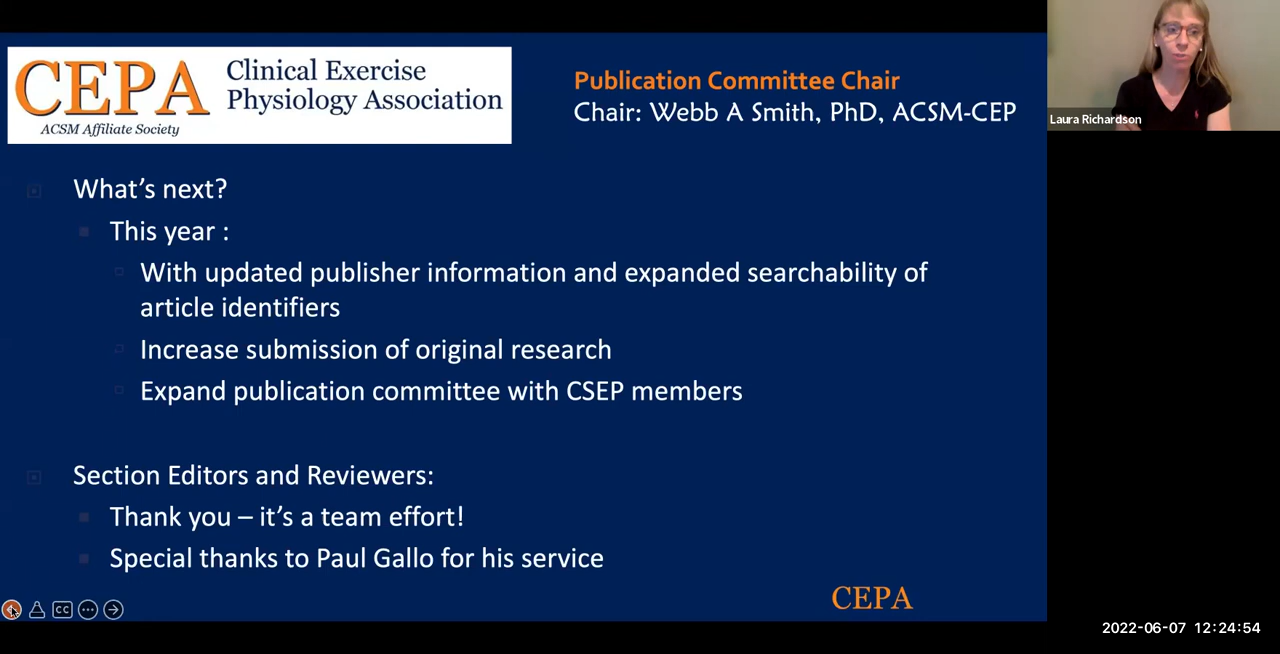 CEPA
Clinical Exercise
Physiology Association
ACSM Affiliate Society
Publication Committee Chair
Chair: Webb A Smith, PhD, ACSM-CEP
Laura Richardson
What's next?
This year :
With updated publisher information and expanded searchability of
article identifiers
Increase submission of original research
Expand publication committee with CSEP members
Section Editors and Reviewers:
Thank you – it's a team effort!
Special thanks to Paul Gallo for his service
CEPA
CC
2022-06-07 12:24:54